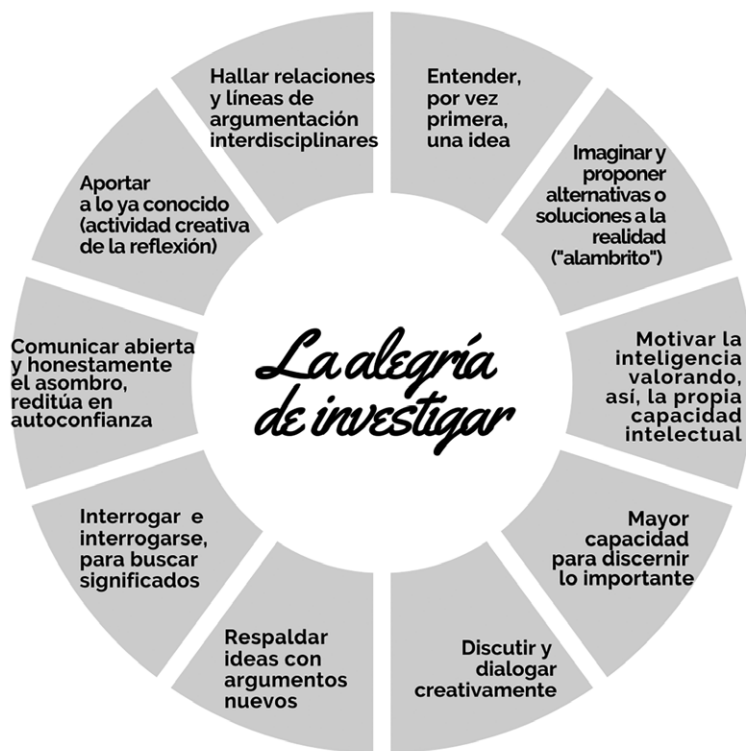 La alegría
de investigar
Entender,
por vez
primera,
una idea
Imaginar y
proponer
alternativas o
soluciones a la
realidad
("alambrito")
Motivar la
inteligencia
valorando,
así, la propia
capacidad
intelectual
Mayor
capacidad
para discernir
lo importante
Discutir y
dialogar
creativamente
Respaldar
ideas con
argumentos
nuevos
Interrogar e
interrogarse,
para buscar
significados
Comunicar abierta
y honestamente
el asombro,
reditúa en
autoconfianza
Aportar
a lo ya conocido
(actividad creativa
de la reflexión)
Hallar relaciones
y líneas de
argumentación
interdisciplinares